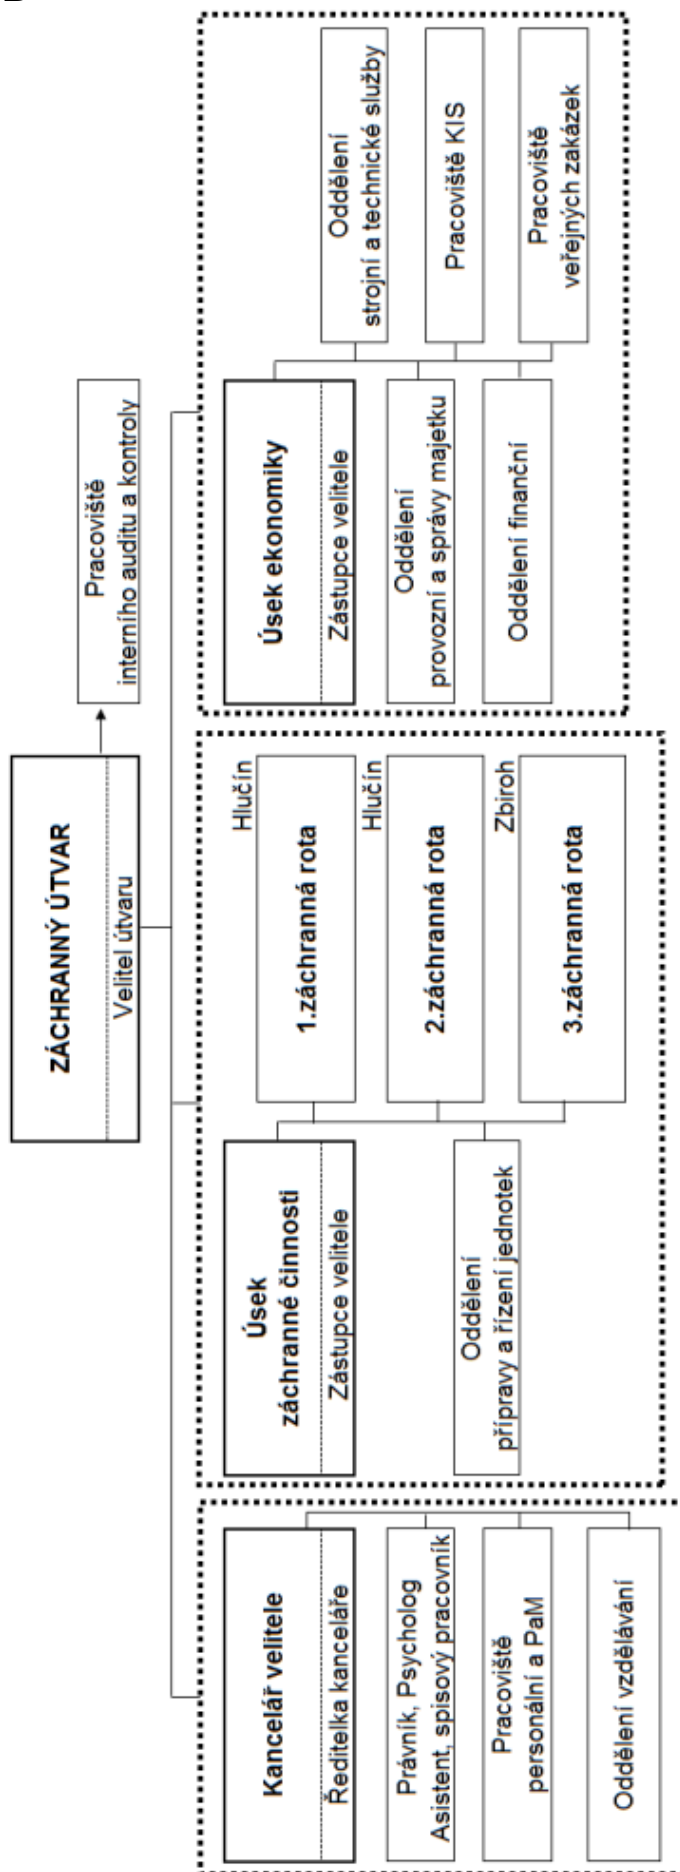 ZÁCHRANNÝ ÚTVAR
Velitel útvaru
Pracoviště
interního auditu a kontroly
Kancelář velitele
Ředitelka kanceláře
Právník, Psycholog
Asistent, spisový pracovník
Pracoviště
personální a PaM
Oddělení vzdělávání
Úsek
záchranné činnosti
Zástupce velitele
Oddělení
přípravy a řízení jednotek
Hlučín
1.záchranná rota
Hlučín
2.záchranná rota
Zbiroh
3.záchranná rota
Úsek ekonomiky
Zástupce velitele
Oddělení
provozní a správy majetku
Oddělení finanční
Oddělení
strojní a technické služby
Pracoviště KIS
Pracoviště
veřejných zakázek